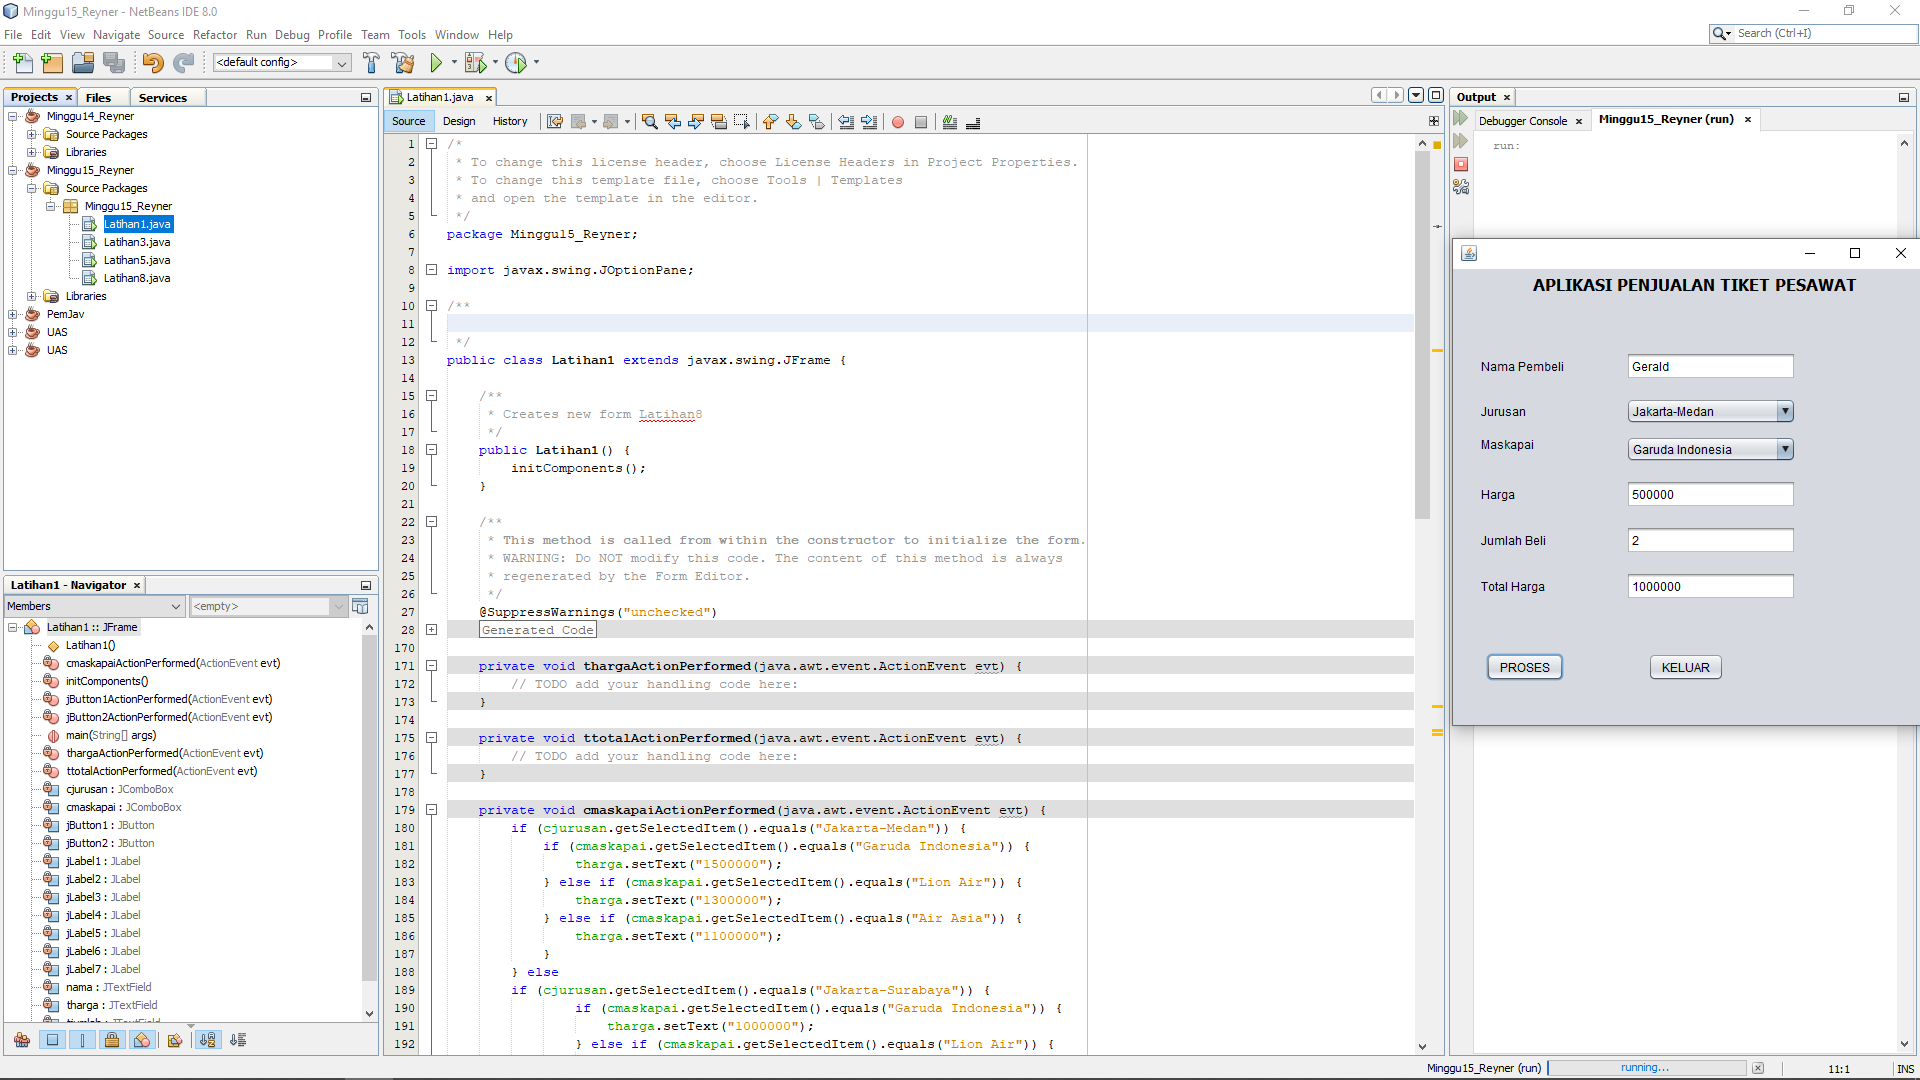 Minggu15_Reyner - NetBeans IDE 8.0
File Edit View Navigate Source Refactor Run Debug Profile Team Tools Window Help
Search (Ctrl+I)
<default config>
Projects Files Services
Minggu14_Reyner
Source Packages
Libraries
Minggu15_Reyner
Source Packages
Minggu15_Reyner
Latihan1.java
Latihan3.java
Latihan5.java
Latihan8.java
Libraries
PemJav
UAS
UAS
Latihan1 - Navigator
Members <empty>
Latihan1 :: JFrame
Latihan1()
cmaskapaiActionPerformed(ActionEvent evt)
initComponents()
jButton1ActionPerformed(ActionEvent evt)
jButton2ActionPerformed(ActionEvent evt)
main(String[] args)
thargaActionPerformed(ActionEvent evt)
ttotalActionPerformed(ActionEvent evt)
cjurusan : JComboBox
cmaskapai : JComboBox
jButton1 : JButton
jButton2 : JButton
jLabel1 : JLabel
jLabel2 : JLabel
jLabel3 : JLabel
jLabel4 : JLabel
jLabel5 : JLabel
jLabel6 : JLabel
jLabel7 : JLabel
nama : JTextField
tharga : JTextField
Latihan1.java
Source Design History
1 /*
2 * To change this license header, choose License Headers in Project Properties.
3 * To change this template file, choose Tools | Templates
4 * and open the template in the editor.
5 */
6 package Minggu15_Reyner;
7
8 import javax.swing.JOptionPane;
9
10 /**
11
12 */
13 public class Latihan1 extends javax.swing.JFrame {
14
15 /**
16 * Creates new form Latihan8
17 */
18 public Latihan1() {
19 initComponents();
20 }
21
22 /**
23 * This method is called from within the constructor to initialize the form.
24 * WARNING: Do NOT modify this code. The content of this method is always
25 * regenerated by the Form Editor.
26 */
27 @SuppressWarnings("unchecked")
28 Generated Code
170
171 private void thargaActionPerformed(java.awt.event.ActionEvent evt) {
172 // TODO add your handling code here:
173 }
174
175 private void ttotalActionPerformed(java.awt.event.ActionEvent evt) {
176 // TODO add your handling code here:
177 }
178
179 private void cmaskapaiActionPerformed(java.awt.event.ActionEvent evt) {
180 if (cjurusan.getSelectedItem().equals("Jakarta-Medan")) {
181 if (cmaskapai.getSelectedItem().equals("Garuda Indonesia")) {
182 tharga.setText("1500000");
183 } else if (cmaskapai.getSelectedItem().equals("Lion Air")) {
184 tharga.setText("1300000");
185 } else if (cmaskapai.getSelectedItem().equals("Air Asia")) {
186 tharga.setText("1100000");
187 }
188 } else
189 if (cjurusan.getSelectedItem().equals("Jakarta-Surabaya")) {
190 if (cmaskapai.getSelectedItem().equals("Garuda Indonesia")) {
191 tharga.setText("1000000");
192 } else if (cmaskapai.getSelectedItem().equals("Lion Air")) {
Output
Debugger Console Minggu15_Reyner (run)
run:
APLIKASI PENJUALAN TIKET PESAWAT
Nama Pembeli Gerald
Jurusan Jakarta-Medan
Maskapai Garuda Indonesia
Harga 500000
Jumlah Beli 2
Total Harga 1000000
PROSES KELUAR
Minggu15_Reyner (run) running... 11:1 INS